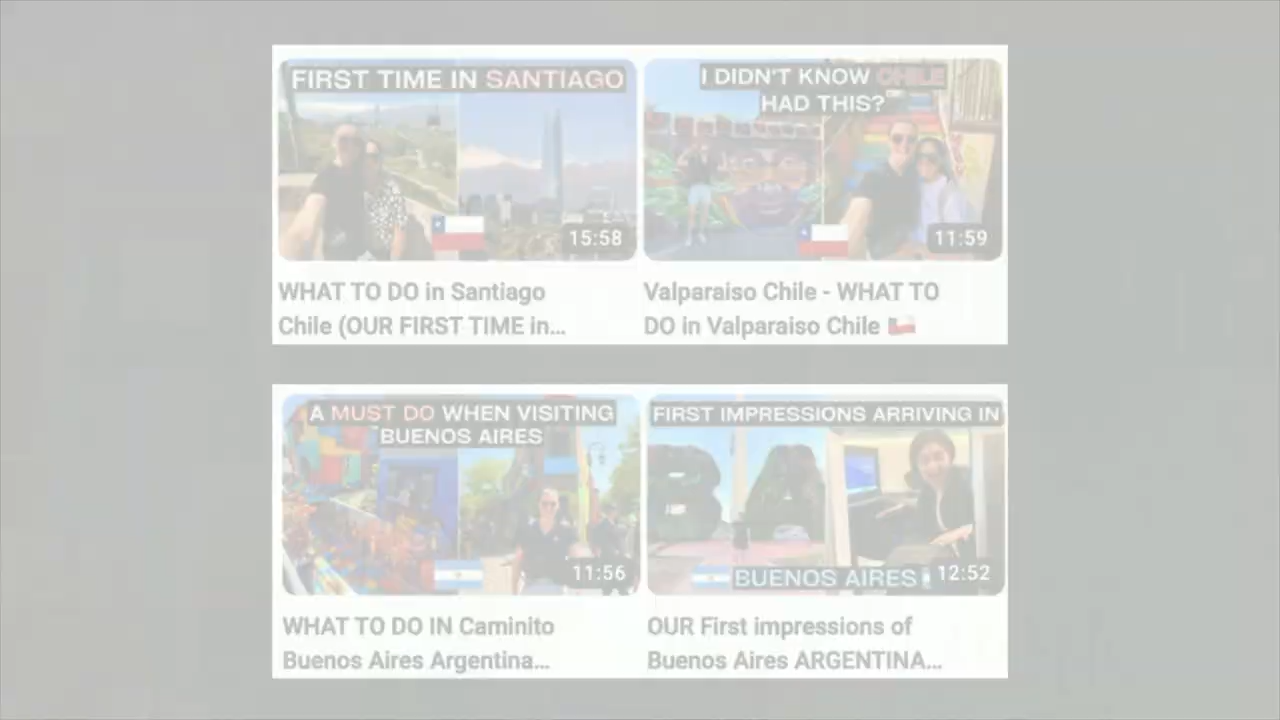 FIRST TIME IN SANTIAGO
15:58
WHAT TO DO in Santiago
Chile (OUR FIRST TIME in...
I DIDN'T KNOW CHILE
HAD THIS?
11:59
Valparaiso Chile - WHAT TO
DO in Valparaiso Chile 🇨🇱
A MUST DO WHEN VISITING
BUENOS AIRES
11:56
WHAT TO DO IN Caminito
Buenos Aires Argentina...
FIRST IMPRESSIONS ARRIVING IN
BA
BUENOS AIRES
12:52
OUR First impressions of
Buenos Aires ARGENTINA...